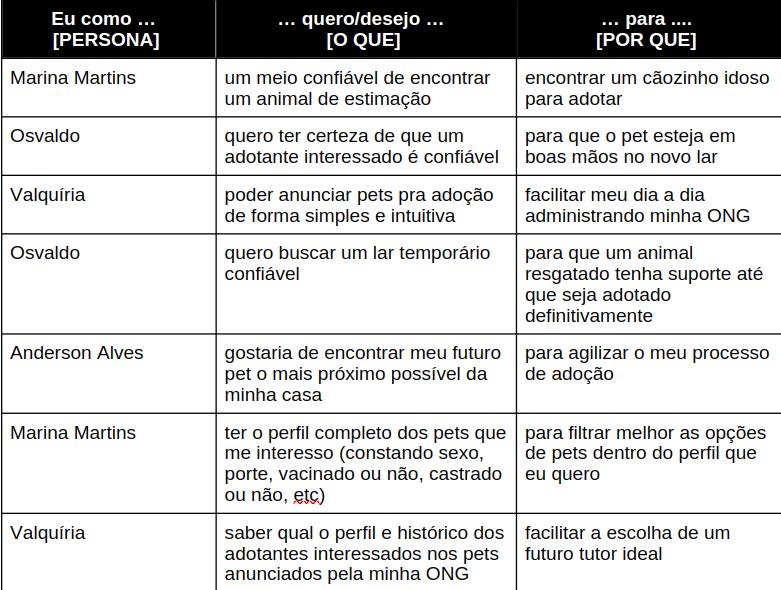 Eu como … … quero/desejo … … para ....
[PERSONA] [O QUE] [POR QUE]
Marina Martins um meio confiável de encontrar encontrar um cãozinho idoso
um animal de estimação para adotar
Osvaldo quero ter certeza de que um para que o pet esteja em
adotante interessado é confiável boas mãos no novo lar
Valquíria poder anunciar pets pra adoção facilitar meu dia a dia
de forma simples e intuitiva administrando minha ONG
Osvaldo quero buscar um lar temporário para que um animal
confiável resgatado tenha suporte até
que seja adotado
definitivamente
Anderson Alves gostaria de encontrar meu futuro para agilizar o meu processo
pet o mais próximo possível da de adoção
minha casa
Marina Martins ter o perfil completo dos pets que para filtrar melhor as opções
me interesso (constando sexo, de pets dentro do perfil que
porte, vacinado ou não, castrado eu quero
ou não, etc)
Valquíria saber qual o perfil e histórico dos facilitar a escolha de um
adotantes interessados nos pets futuro tutor ideal
anunciados pela minha ONG